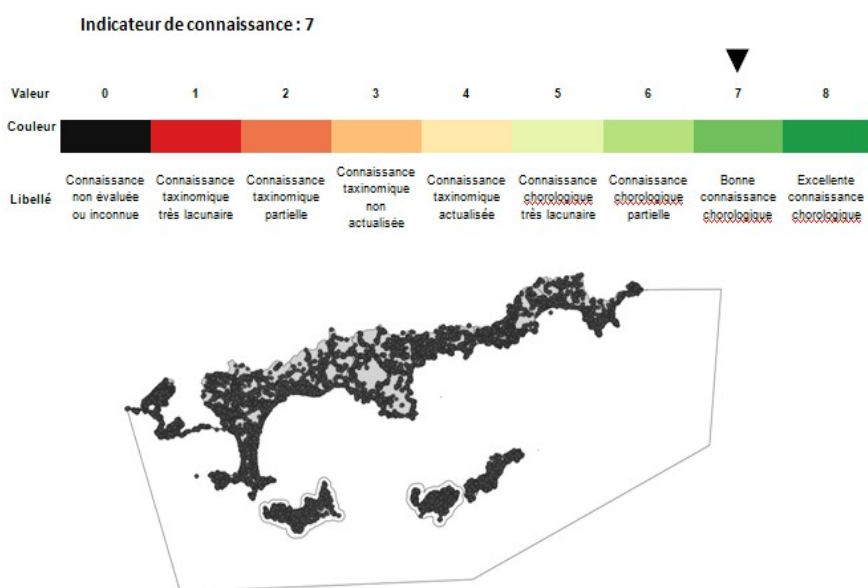 Indicateur de connaissance : 7
Valeur 0 1 2 3 4 5 6 7 8
Couleur
Libellé
Connaissance
non évaluée
ou inconnue
Connaissance
taxinomique
très lacunaire
Connaissance
taxinomique
partielle
Connaissance
taxinomique
non
actualisée
Connaissance
taxinomique
actualisée
Connaissance
chorologique
très lacunaire
Connaissance
chorologique
partielle
Bonne
connaissance
chorologique
Excellente
connaissance
chorologique